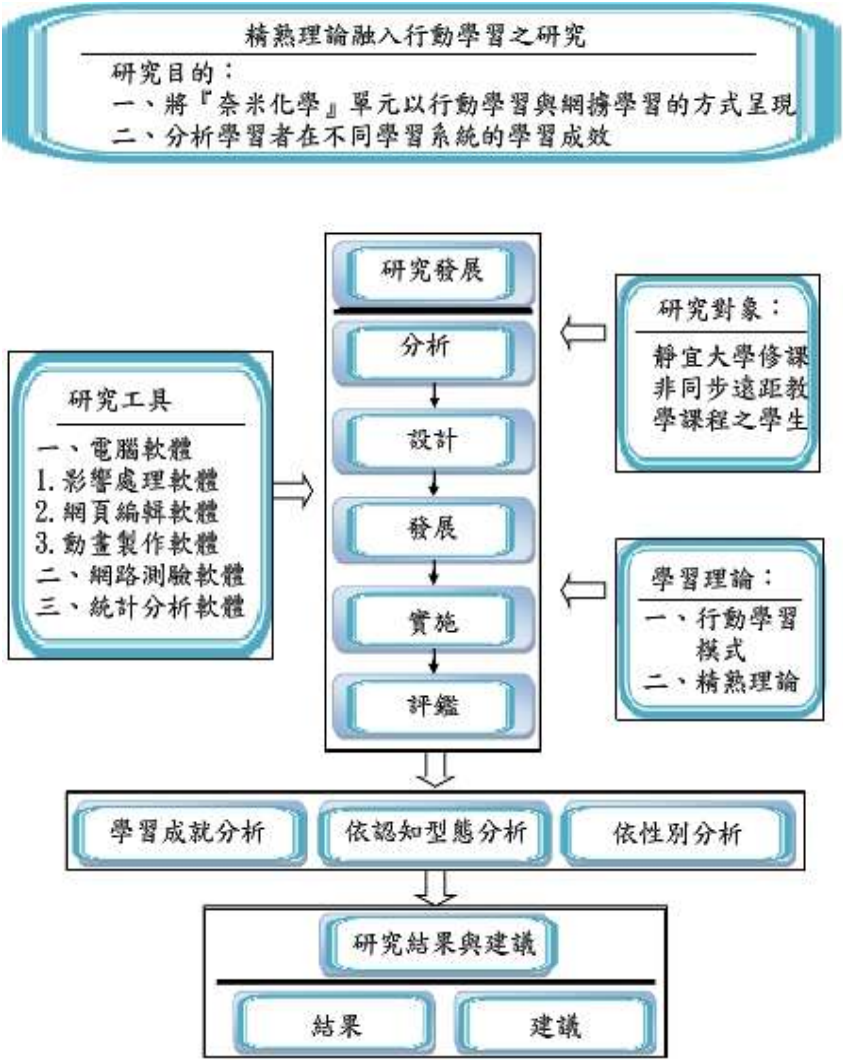 精熟理論融入行動學習之研究
研究目的：
一、將『奈米化學』單元以行動學習與網擄學習的方式呈現
二、分析學習者在不同學習系統的學習成效
研究發展
分析
設計
發展
實施
評鑑
研究對象：
靜宜大學修課
非同步遠距教
學課程之學生
研究工具
一、電腦軟體
1.影響處理軟體
2.網頁編輯軟體
3.動畫製作軟體
二、網路測驗軟體
三、統計分析軟體
學習理論：
一、行動學習
模式
二、精熟理論
學習成就分析
依認知型態分析
依性別分析
研究結果與建議
結果
建議